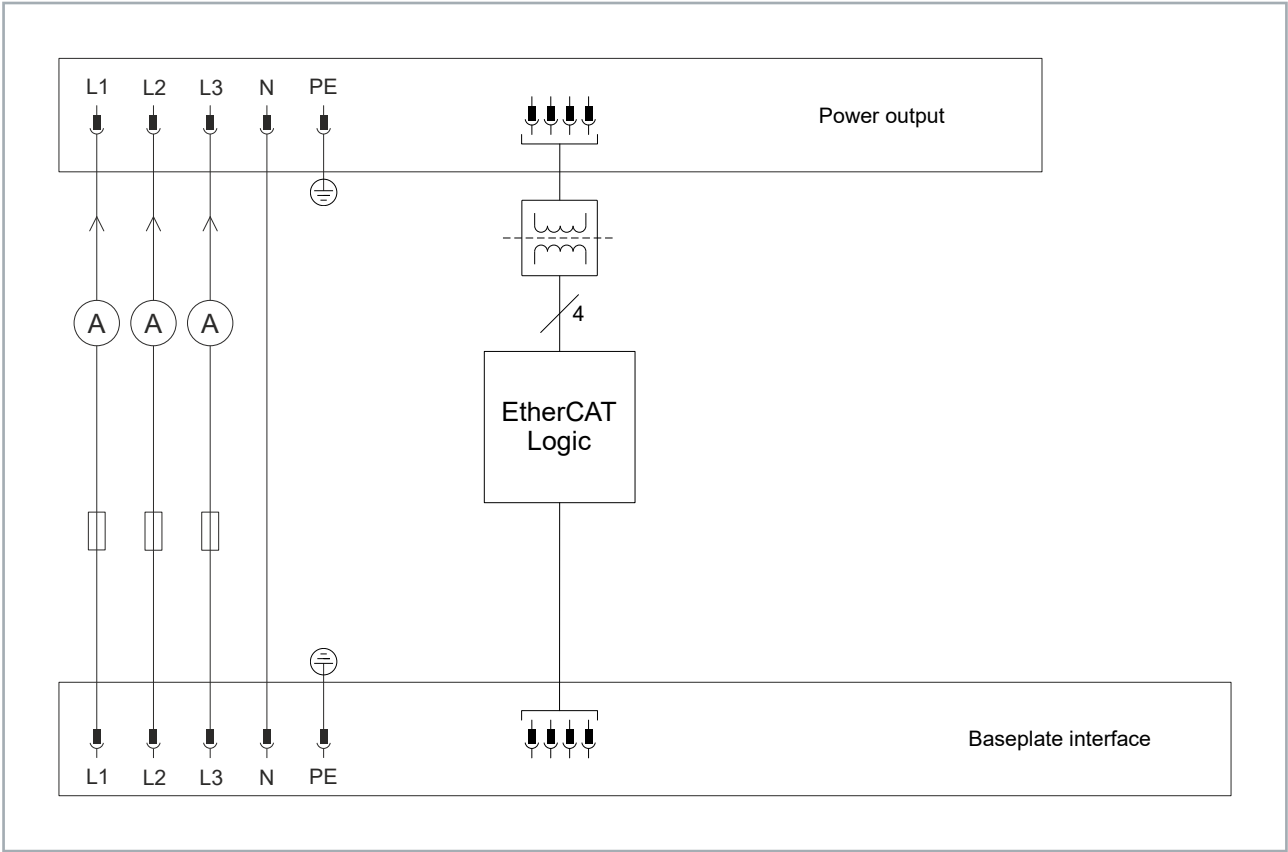 L1 L2 L3 N PE
Power output
4
A A A
EtherCAT
Logic
Baseplate interface
L1 L2 L3 N PE